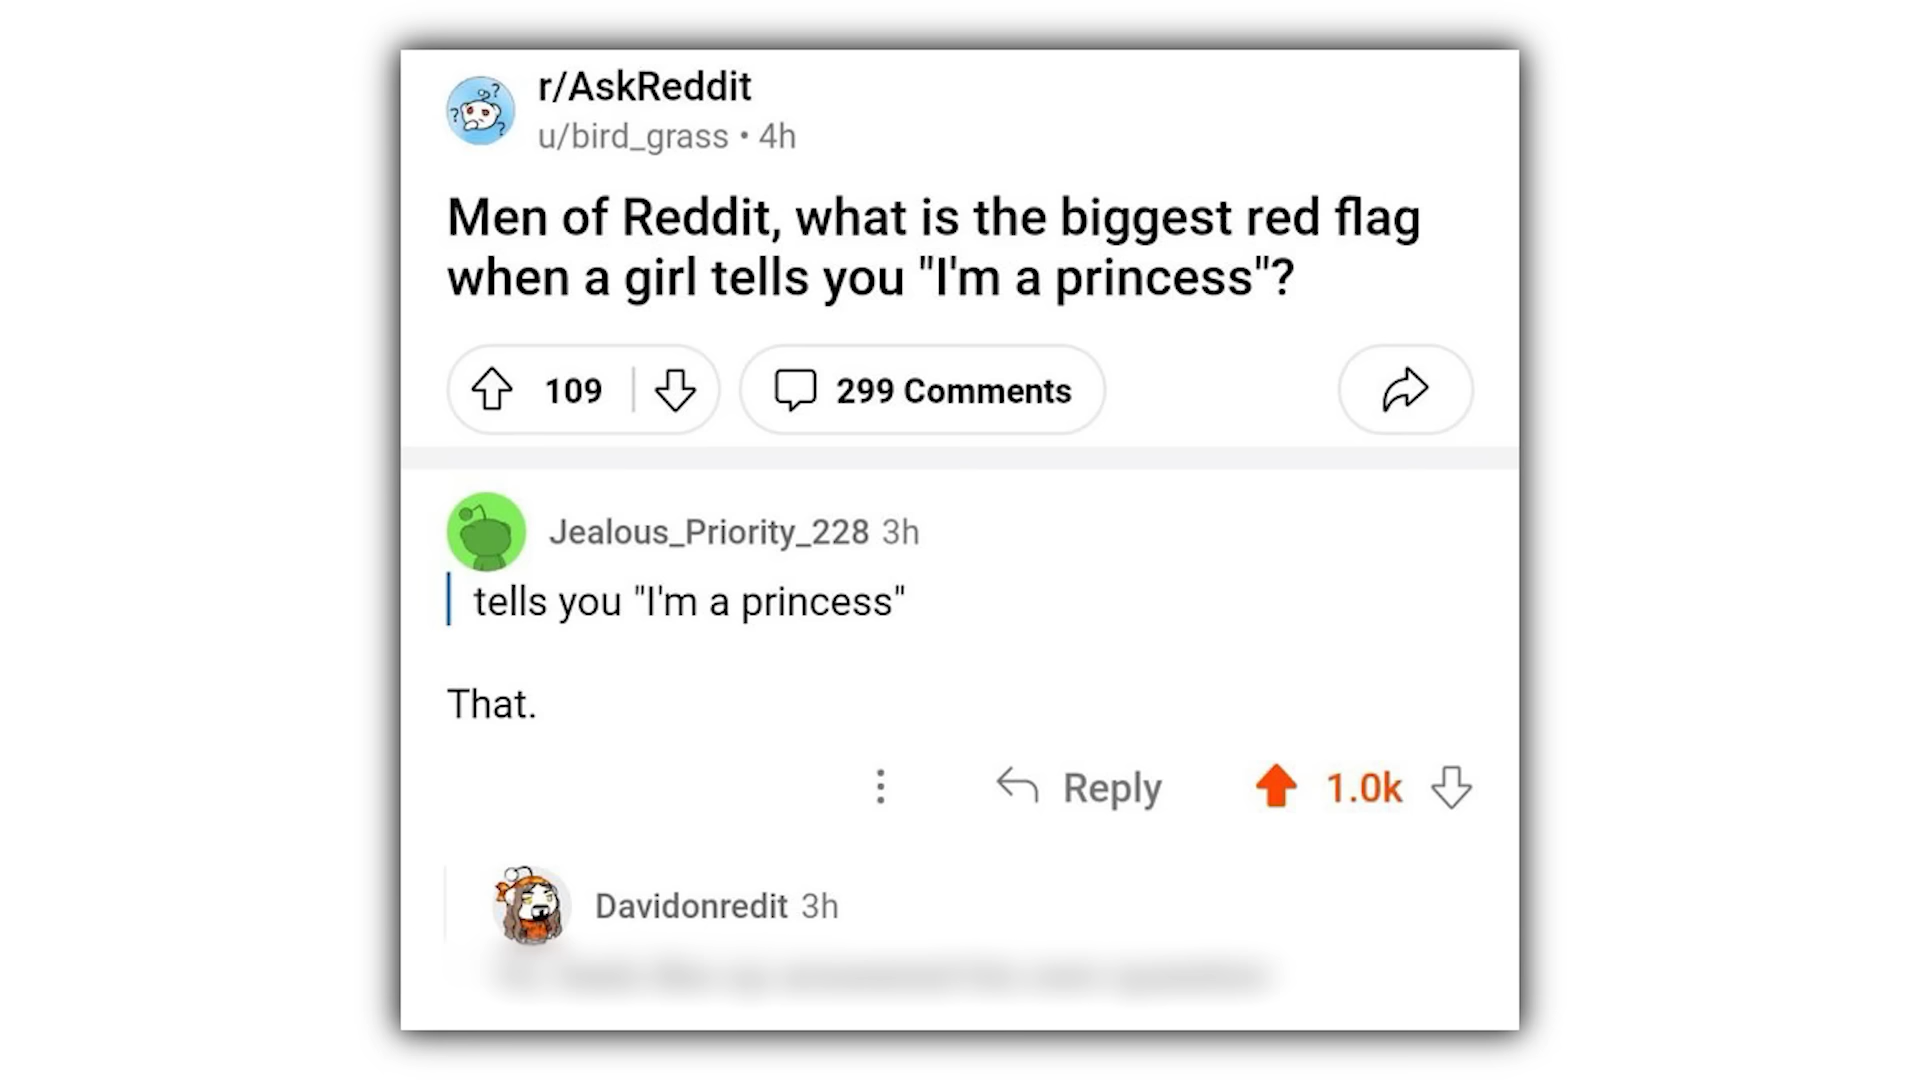 r/AskReddit
u/bird_grass • 4h
Men of Reddit, what is the biggest red flag
when a girl tells you "I'm a princess"?
109
299 Comments
Jealous_Priority_228 3h
tells you "I'm a princess"
That.
Reply
1.0k
Davidonredit 3h